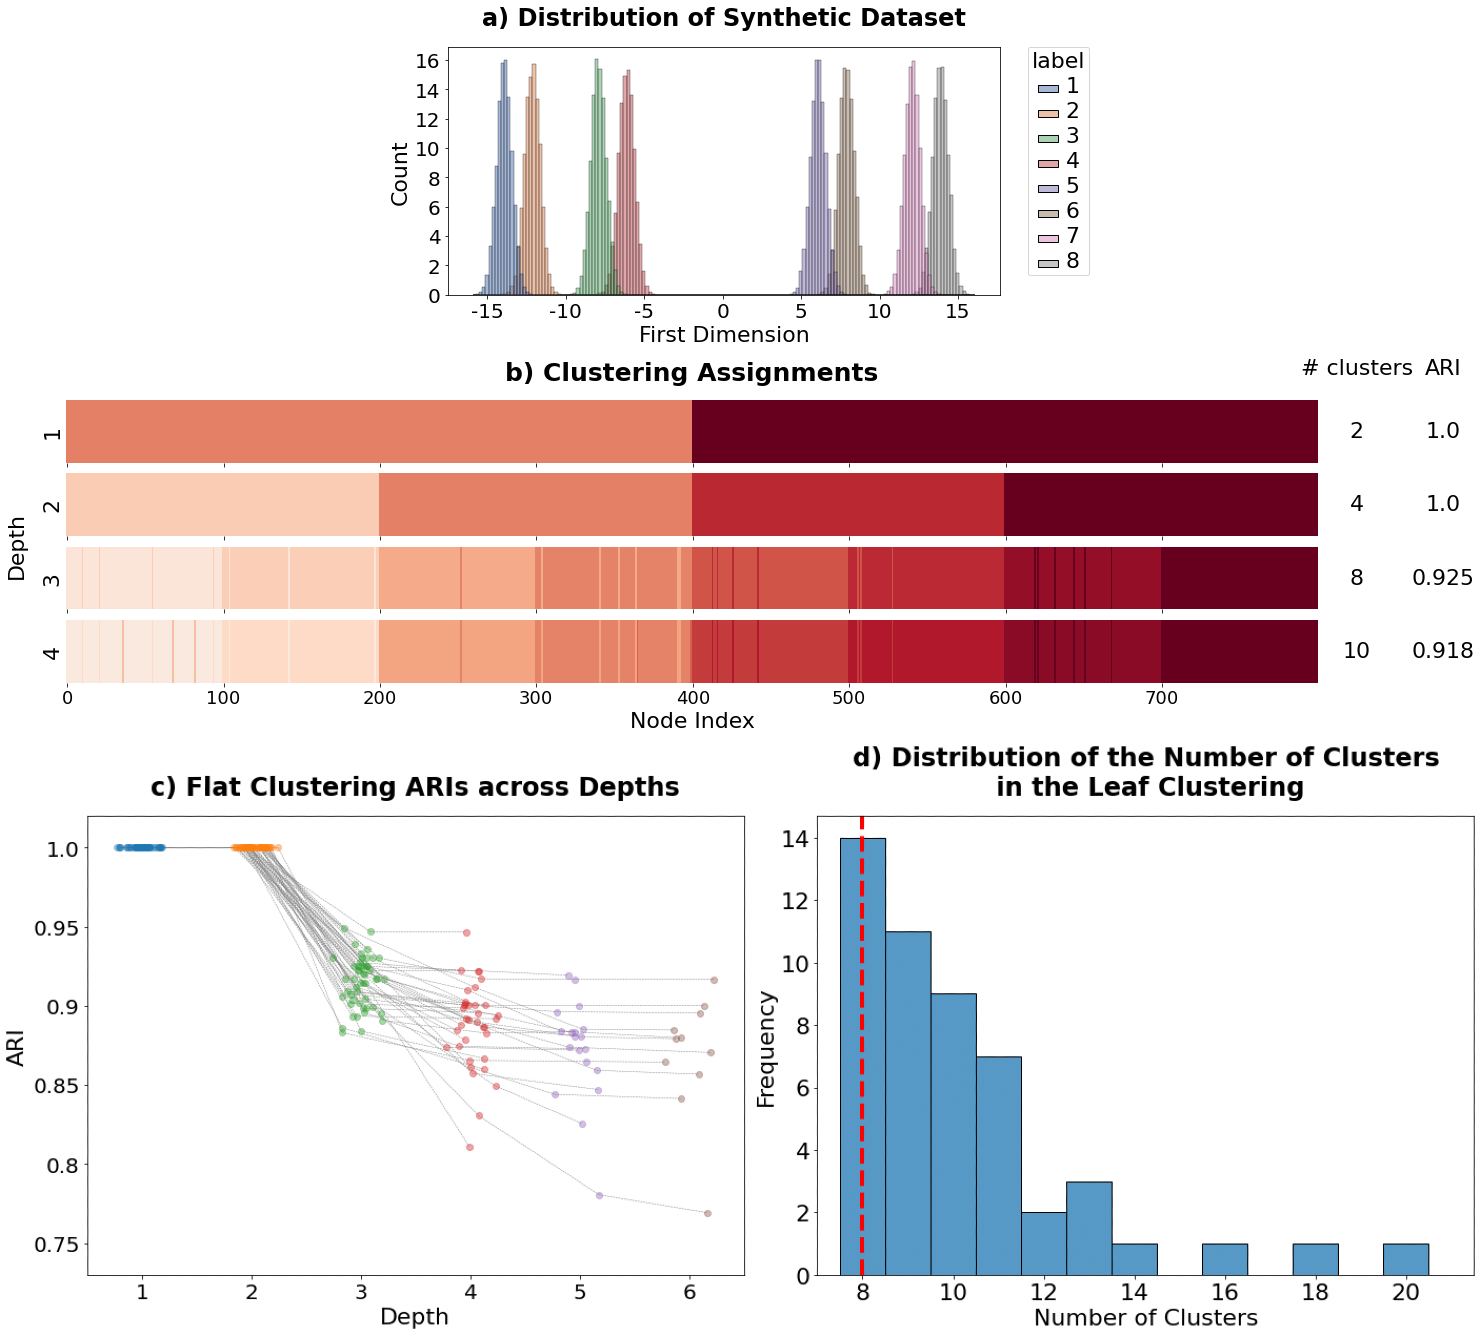 a) Distribution of Synthetic Dataset
16
14
12
10
8
6
4
2
0
Count
-15 -10 -5 0 5 10 15
First Dimension
label
1
2
3
4
5
6
7
8
b) Clustering Assignments
# clusters ARI
Depth
1 2 1.0
2 4 1.0
3 8 0.925
4 10 0.918
0 100 200 300 400 500 600 700
Node Index
c) Flat Clustering ARIs across Depths
1.0
0.95
0.9
0.85
0.8
0.75
ARI
1 2 3 4 5 6
Depth
d) Distribution of the Number of Clusters
in the Leaf Clustering
14
12
10
8
6
4
2
0
Frequency
8 10 12 14 16 18 20
Number of Clusters